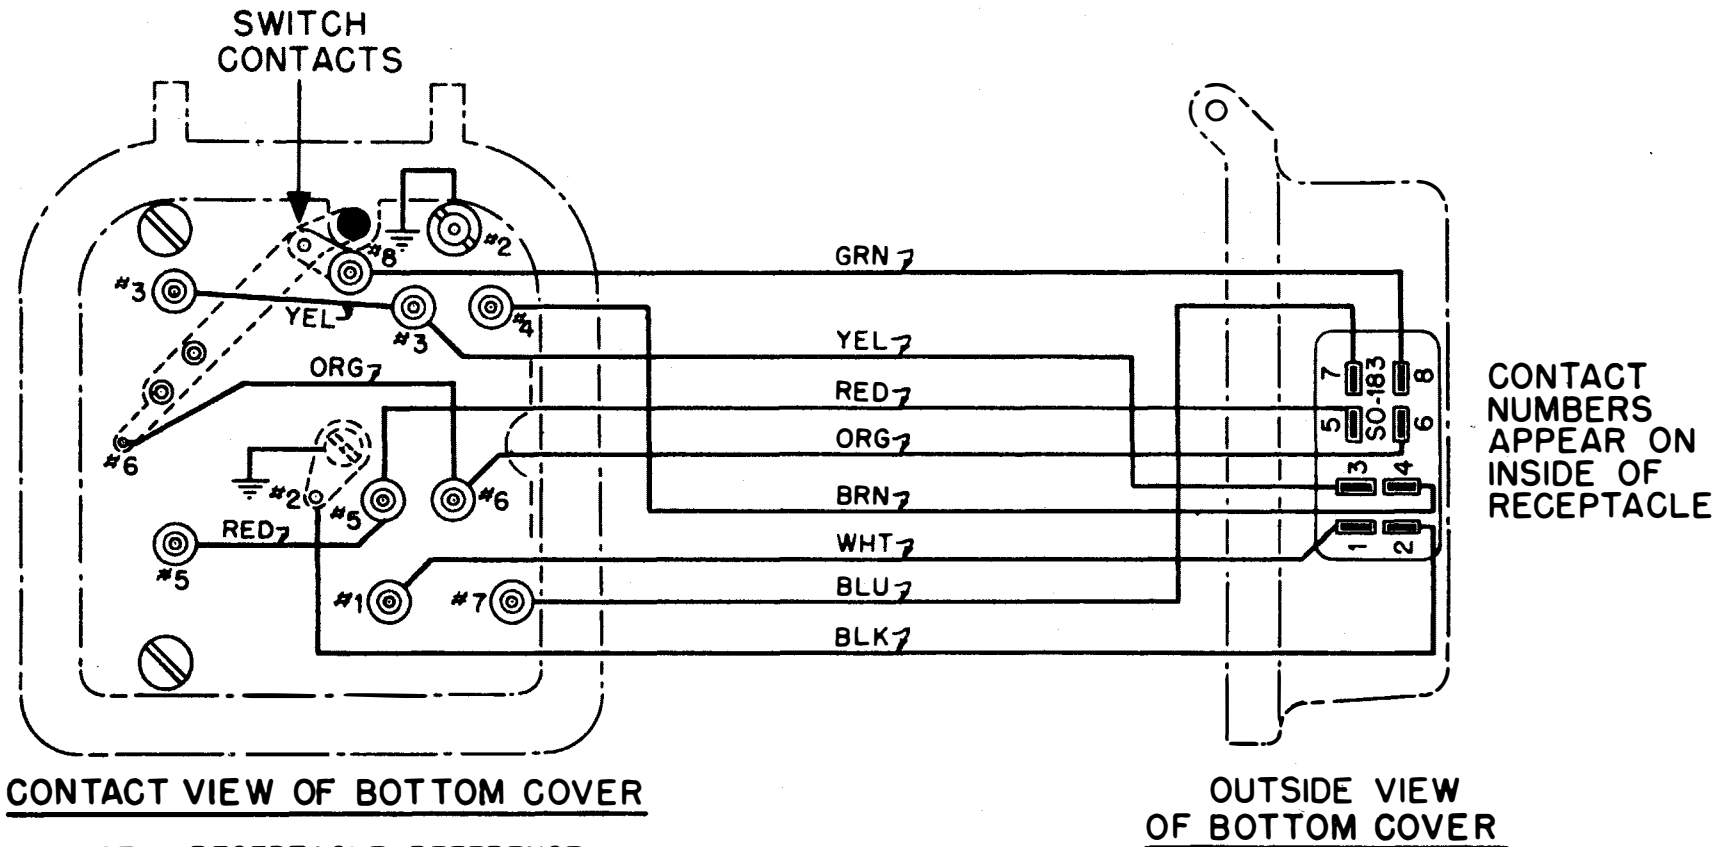 SWITCH
CONTACTS
#8
#2
#3
YEL
#3
#4
ORG
#6
#2
#5
#6
RED
#5
#1
#7
GRN
YEL
RED
ORG
BRN
WHT
BLU
BLK
7
8
SO-183
5
6
3
4
1
2
CONTACT
NUMBERS
APPEAR ON
INSIDE OF
RECEPTACLE
CONTACT VIEW OF BOTTOM COVER
OUTSIDE VIEW
OF BOTTOM COVER